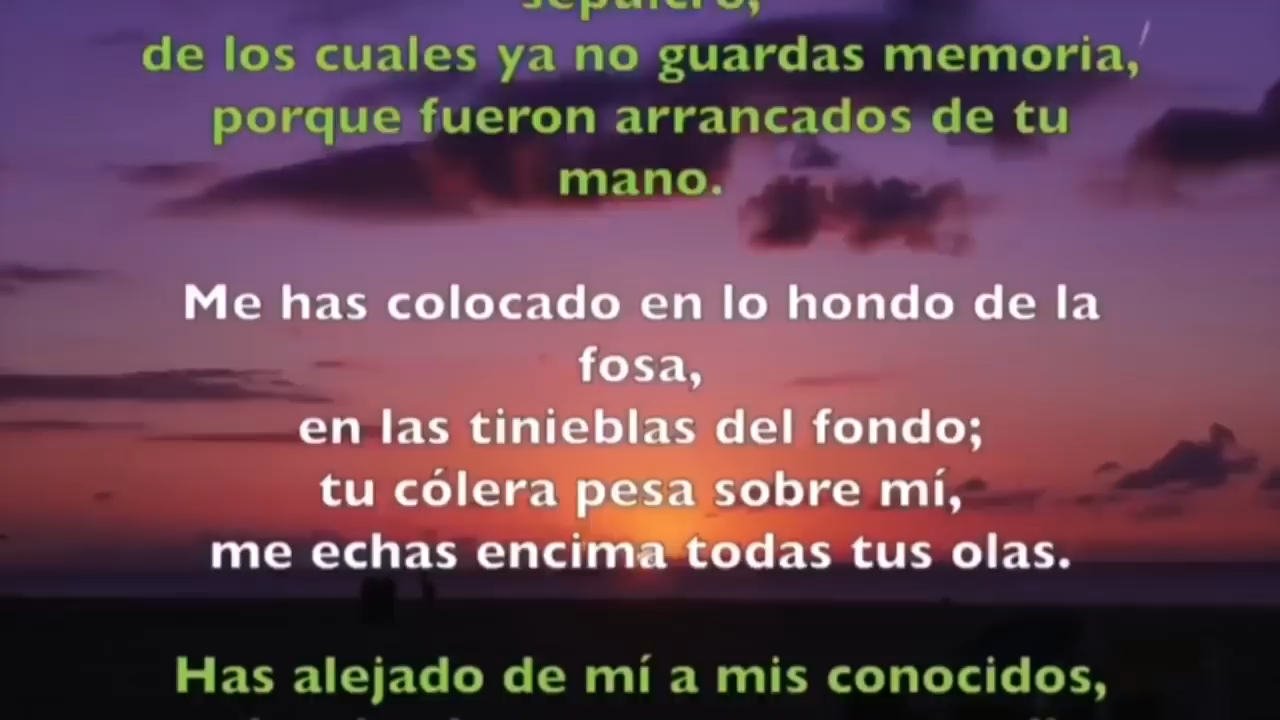 sepulcro,
de los cuales ya no guardas memoria,
porque fueron arrancados de tu
mano.
Me has colocado en lo hondo de la
fosa,
en las tinieblas del fondo;
tu cólera pesa sobre mí,
me echas encima todas tus olas.
Has alejado de mí a mis conocidos,